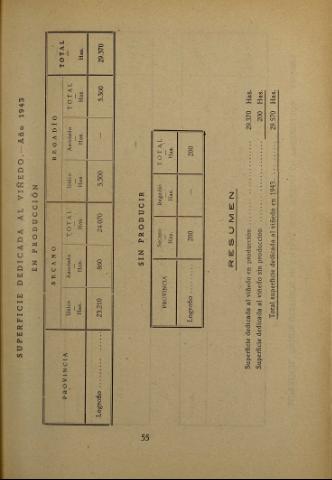 SUPERFICIE DEDICADA AL VIÑEDO.—Año 1943
EN PRODUCCIÓN
PROVINCIA SECANO REGADÍO TOTAL
Único Asociado TOTAL Único Asociado TOTAL
Has. Has. Has. Has. Has. Has. Has.
Logroño 23.210 860 24.070 5.300 — 5.300 29.370
SIN PRODUCIR
PROVINCIA Secano Regadío TOTAL
Has. Has. Has.
Logroño 200 — 200
RESUMEN
Superficie dedicada al viñedo en producción 29.370 Has.
Superficie dedicada al viñedo sin producción 200 Has.
Total superficie dedicada al viñedo en 1943 29.570 Has.
55